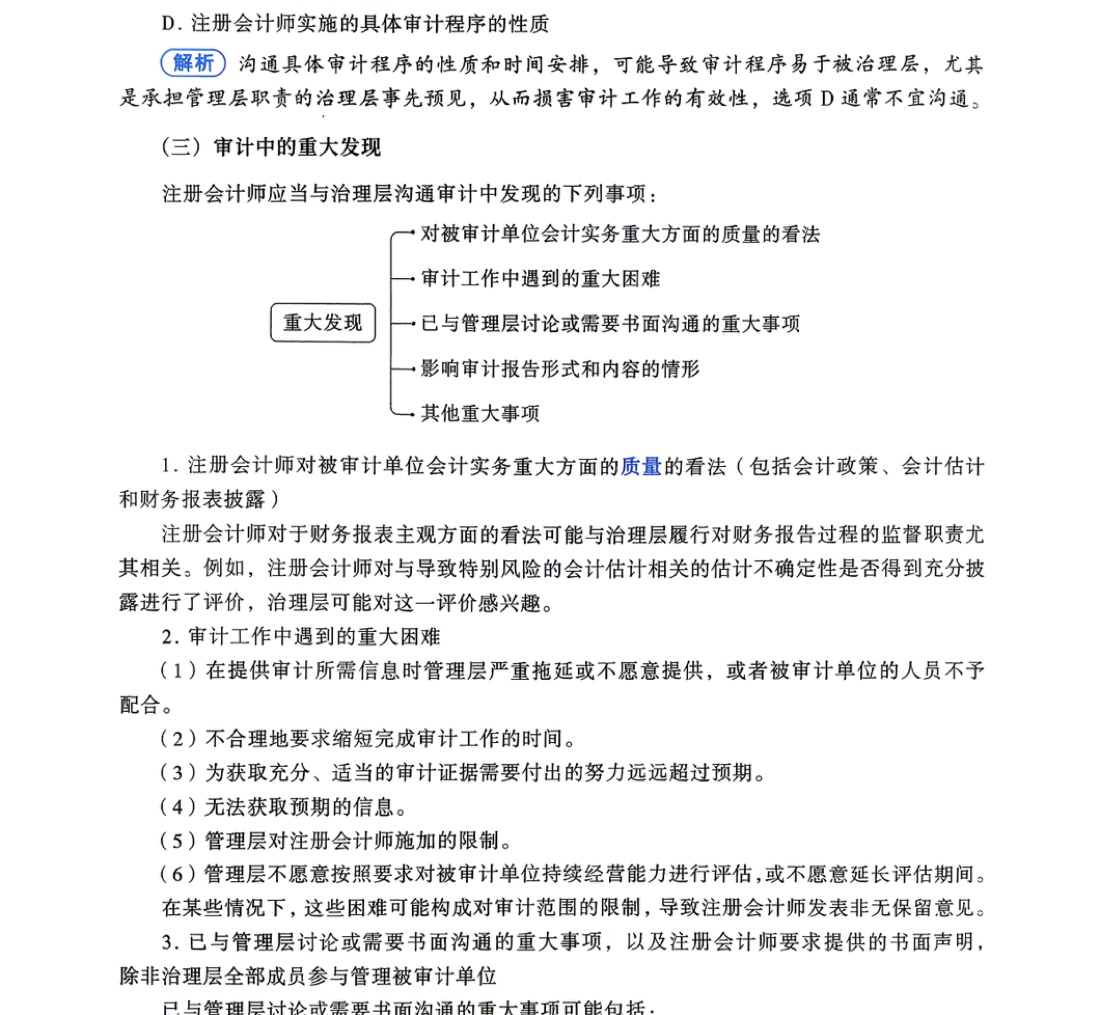 D. 注册会计师实施的具体审计程序的性质
解析 沟通具体审计程序的性质和时间安排，可能导致审计程序易于被治理层，尤其
是承担管理层职责的治理层事先预见，从而损害审计工作的有效性，选项 D 通常不宜沟通。
（三）审计中的重大发现
注册会计师应当与治理层沟通审计中发现的下列事项：
对被审计单位会计实务重大方面的质量的看法
审计工作中遇到的重大困难
重大发现
已与管理层讨论或需要书面沟通的重大事项
影响审计报告形式和内容的情形
其他重大事项
1. 注册会计师对被审计单位会计实务重大方面的质量的看法（包括会计政策、会计估计
和财务报表披露）
注册会计师对于财务报表主观方面的看法可能与治理层履行对财务报告过程的监督职责尤
其相关。例如，注册会计师对与导致特别风险的会计估计相关的估计不确定性是否得到充分披
露进行了评价，治理层可能对这一评价感兴趣。
2. 审计工作中遇到的重大困难
（1）在提供审计所需信息时管理层严重拖延或不愿意提供，或者被审计单位的人员不予
配合。
（2）不合理地要求缩短完成审计工作的时间。
（3）为获取充分、适当的审计证据需要付出的努力远远超过预期。
（4）无法获取预期的信息。
（5）管理层对注册会计师施加的限制。
（6）管理层不愿意按照要求对被审计单位持续经营能力进行评估，或不愿意延长评估期间。
在某些情况下，这些困难可能构成对审计范围的限制，导致注册会计师发表非无保留意见。
3. 已与管理层讨论或需要书面沟通的重大事项，以及注册会计师要求提供的书面声明，
除非治理层全部成员参与管理被审计单位
已与管理层讨论或需要书面沟通的重大事项可能包括：